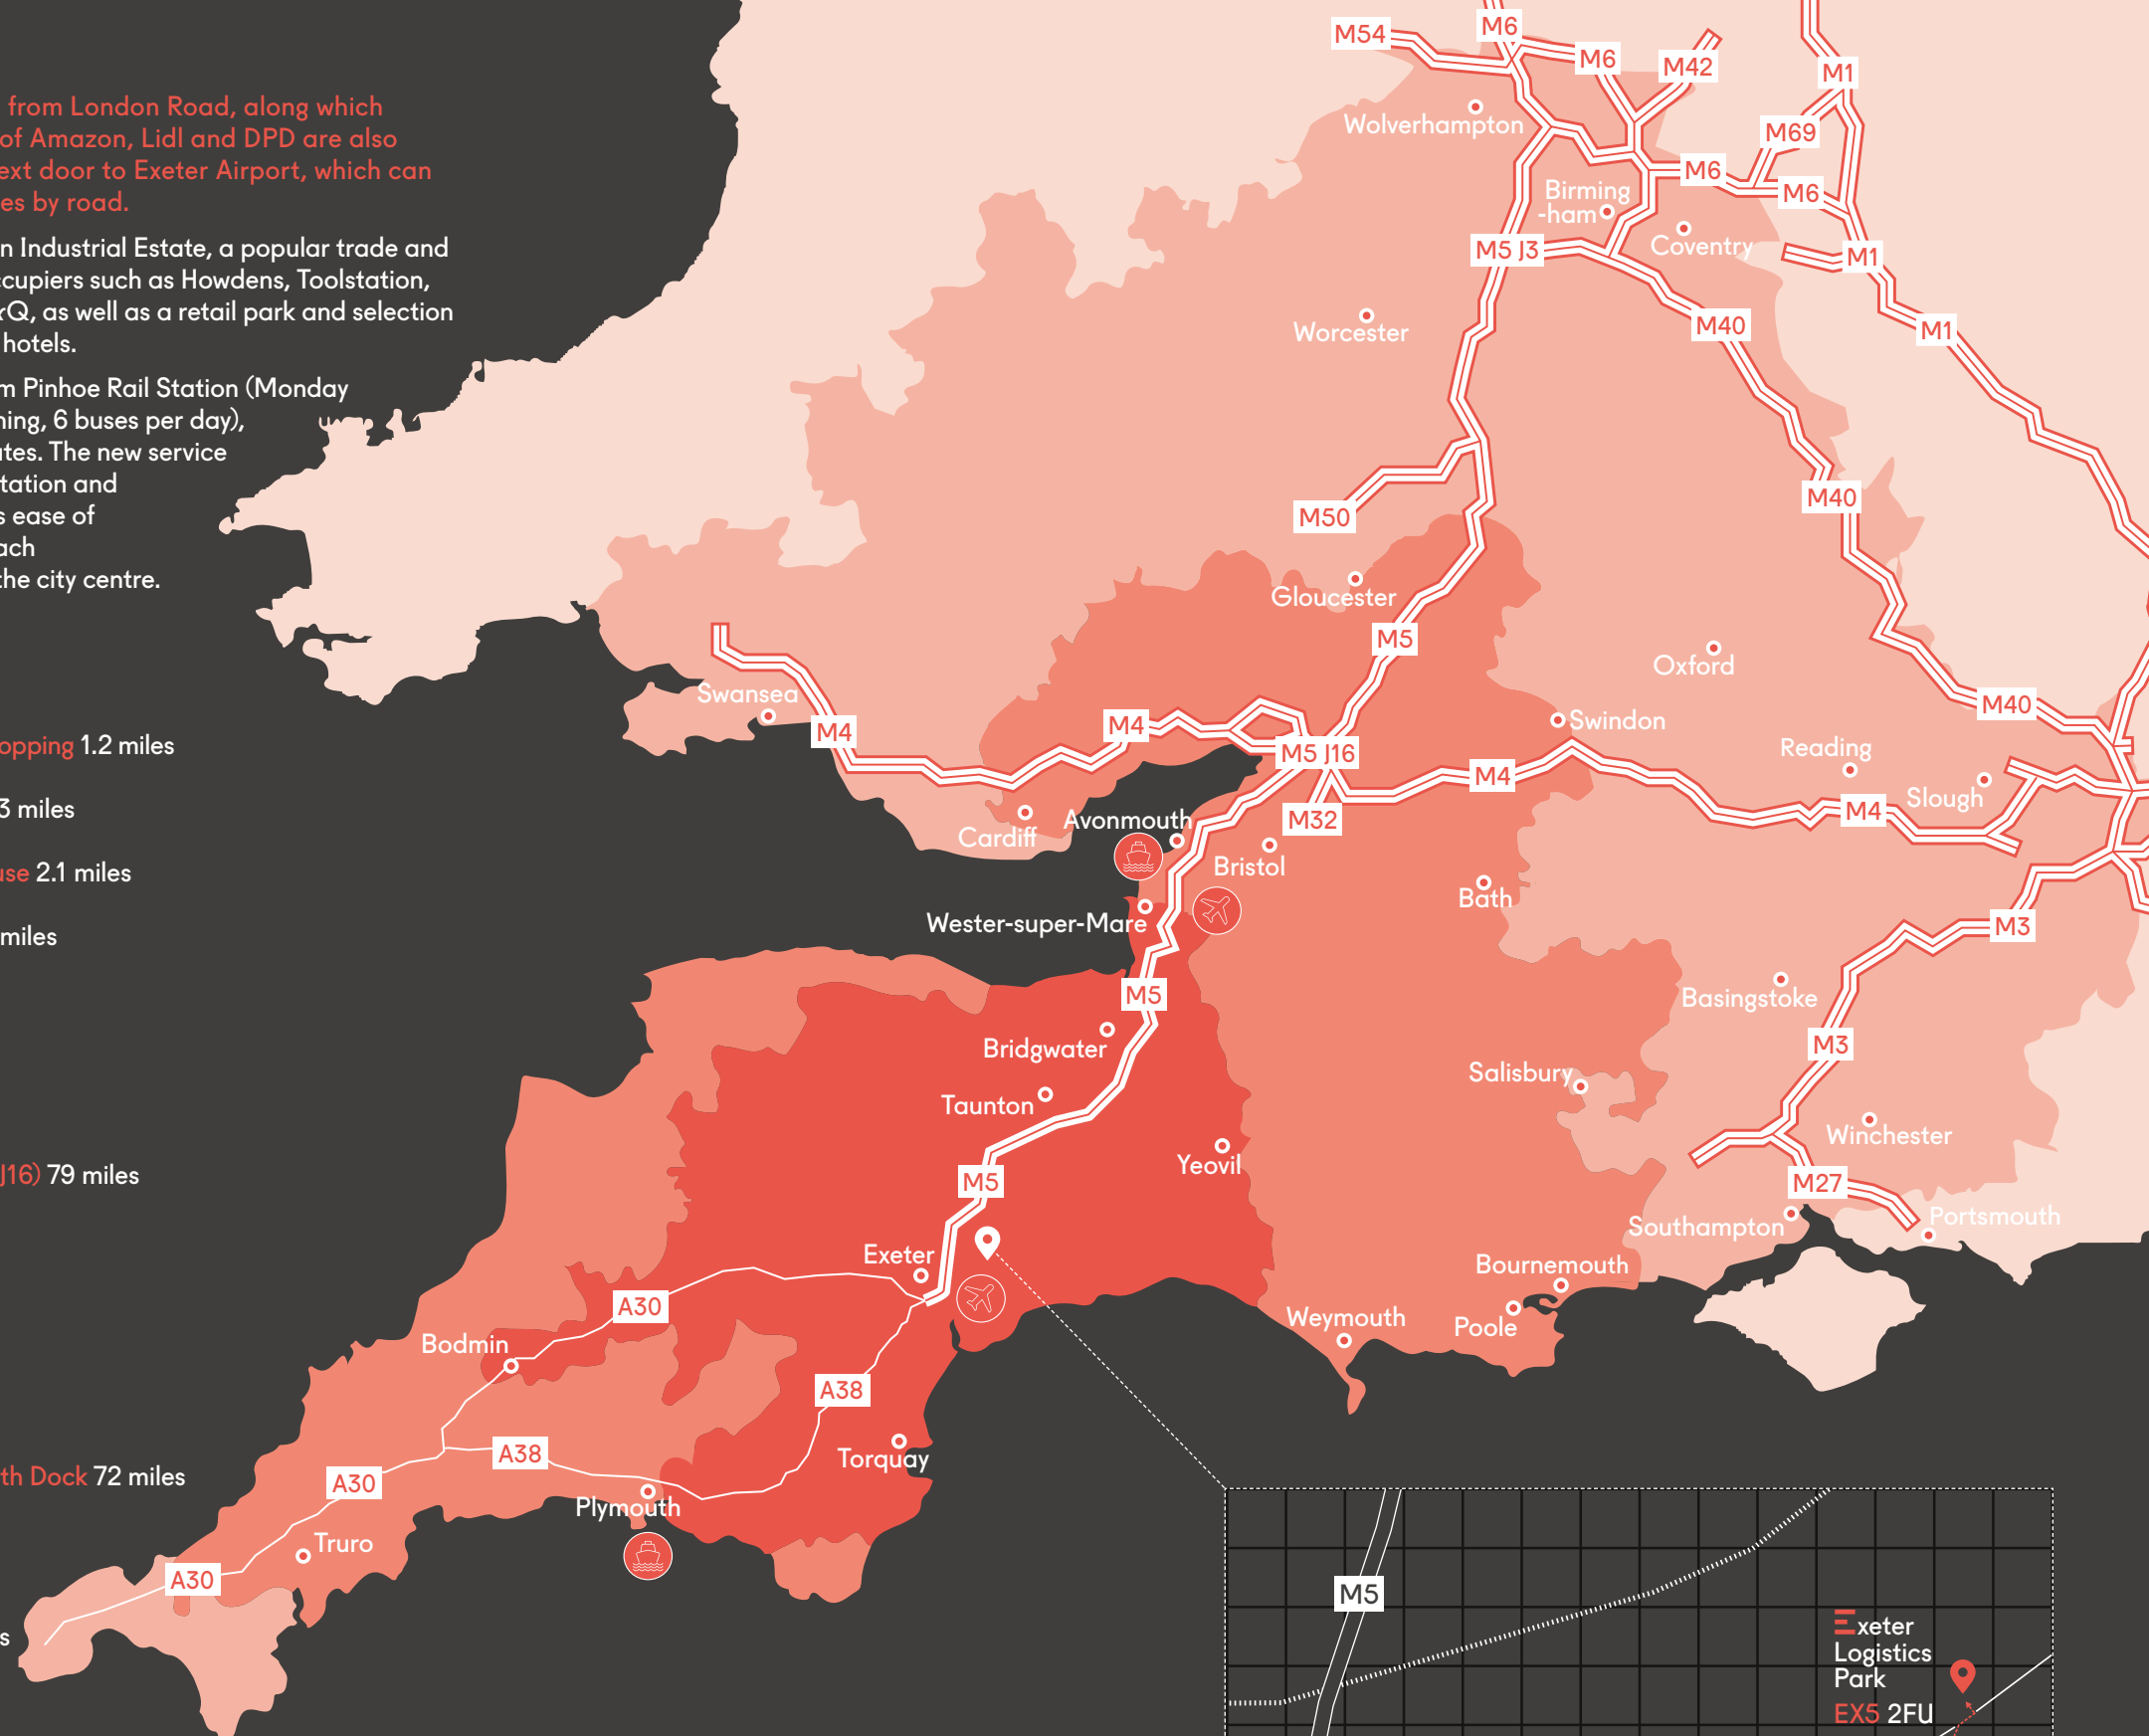 from London Road, along which
of Amazon, Lidl and DPD are also
ext door to Exeter Airport, which can
es by road.
n Industrial Estate, a popular trade and
ccupiers such as Howdens, Toolstation,
&Q, as well as a retail park and selection
hotels.
m Pinhoe Rail Station (Monday
ning, 6 buses per day),
ates. The new service
tation and
s ease of
ach
the city centre.
opping 1.2 miles
3 miles
use 2.1 miles
miles
J16) 79 miles
th Dock 72 miles
s
M54
M6
M6
M42
M1
Wolverhampton
M69
M6
M6
Birming
-ham
Coventry
M5 J3
M1
Worcester
M40
M1
M50
M40
Gloucester
M5
Oxford
Swansea
M4
M4
M5 J16
Swindon
M40
Reading
M4
Slough
M4
Cardiff
Avonmouth
M32
Bristol
Bath
Wester-super-Mare
M3
M5
Basingstoke
Bridgwater
M3
Salisbury
Taunton
Winchester
Yeovil
M5
M27
Southampton
Portsmouth
Exeter
Bournemouth
A30
Weymouth
Poole
Bodmin
A38
Torquay
A38
A30
Plymouth
Truro
A30
M5
Exeter
Logistics
Park
EX5 2FU